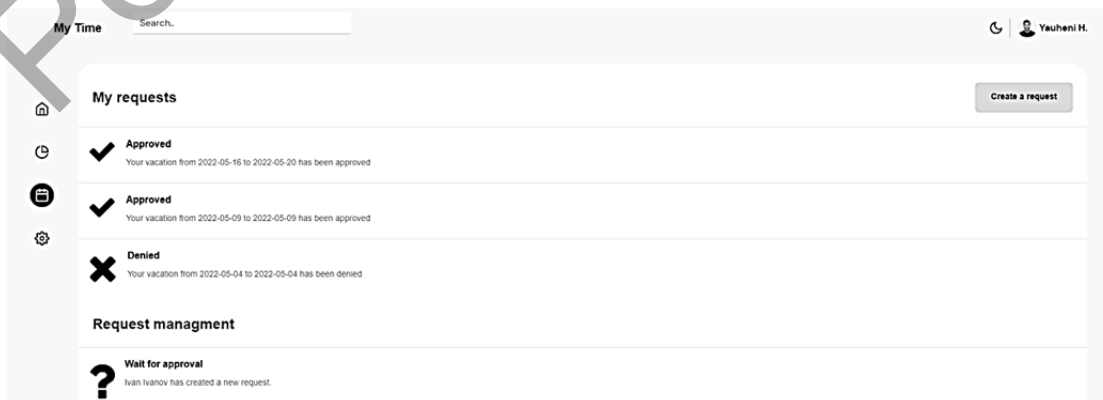 My Time
Search..
Yauheni H.
My requests
Create a request
Approved
Your vacation from 2022-05-16 to 2022-05-20 has been approved
Approved
Your vacation from 2022-05-09 to 2022-05-09 has been approved
Denied
Your vacation from 2022-05-04 to 2022-05-04 has been denied
Request managment
Wait for approval
Ivan Ivanov has created a new request.